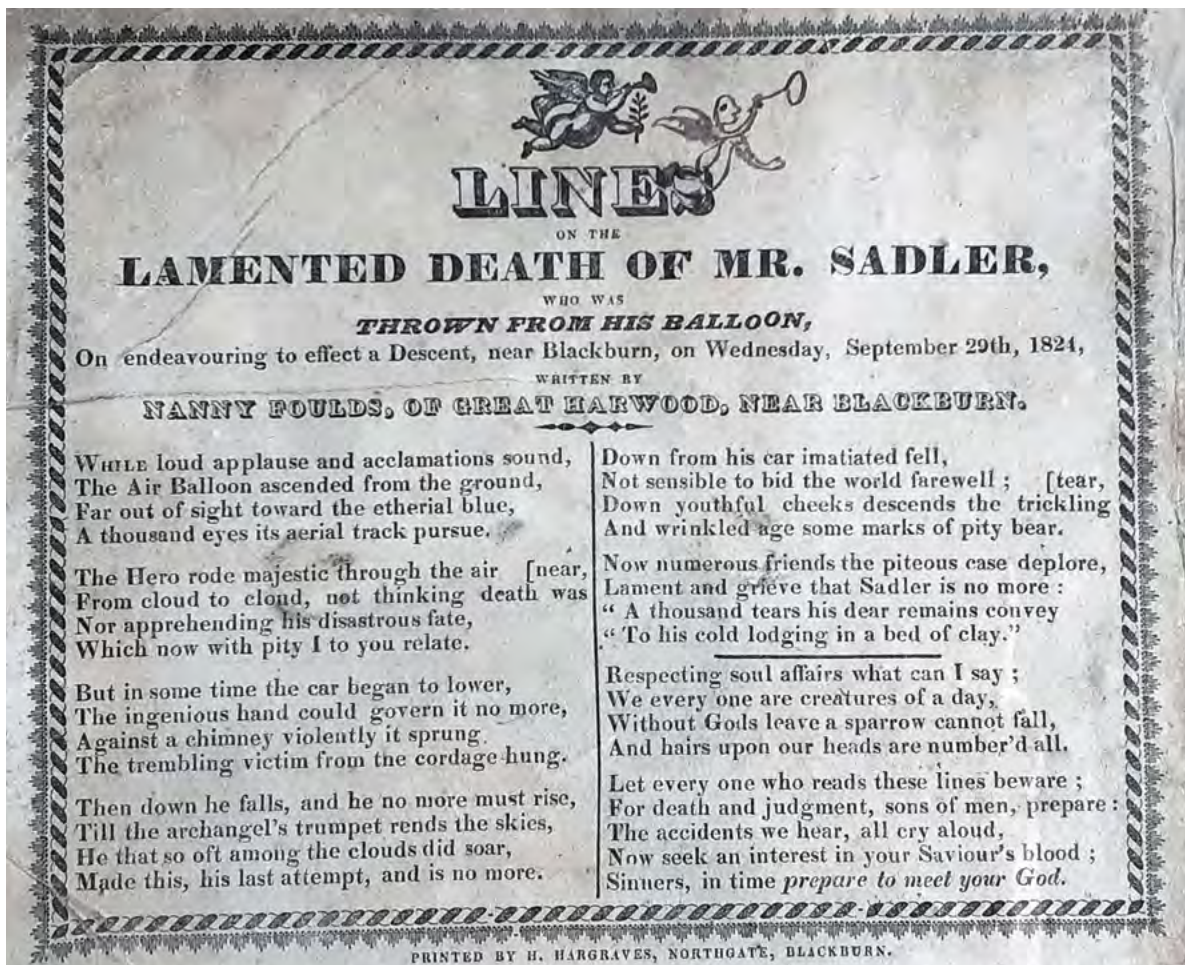 LINES
ON THE
LAMENTED DEATH OF MR. SADLER,
WHO WAS
THROWN FROM HIS BALLOON,
On endeavouring to effect a Descent, near Blackburn, on Wednesday, September 29th, 1824,
WRITTEN BY
NANNY FOULDS, OF GREAT HARWOOD, NEAR BLACKBURN.
WHILE loud applause and acclamations sound,
The Air Balloon ascended from the ground,
Far out of sight toward the etherial blue,
A thousand eyes its aerial track pursue.
The Hero rode majestic through the air [near,
From cloud to cloud, not thinking death was
Nor apprehending his disastrous fate,
Which now with pity I to you relate.
But in some time the car began to lower,
The ingenious hand could govern it no more,
Against a chimney violently it sprung
The trembling victim from the cordage hung.
Then down he falls, and he no more must rise,
Till the archangel's trumpet rends the skies,
He that so oft among the clouds did soar,
Made this, his last attempt, and is no more.
Down from his car imatiated fell,
Not sensible to bid the world farewell ; [tear,
Down youthful cheeks descends the trickling
And wrinkled age some marks of pity bear.
Now numerous friends the piteous case deplore,
Lament and grieve that Sadler is no more :
“ A thousand tears his dear remains convey
“ To his cold lodging in a bed of clay.”
Respecting soul affairs what can I say ;
We every one are creatures of a day,
Without Gods leave a sparrow cannot fall,
And hairs upon our heads are number'd all.
Let every one who reads these lines beware ;
For death and judgment, sons of men, prepare :
The accidents we hear, all cry aloud,
Now seek an interest in your Saviour's blood ;
Sinners, in time prepare to meet your God.
PRINTED BY H. HARGRAVES, NORTHGATE, BLACKBURN.